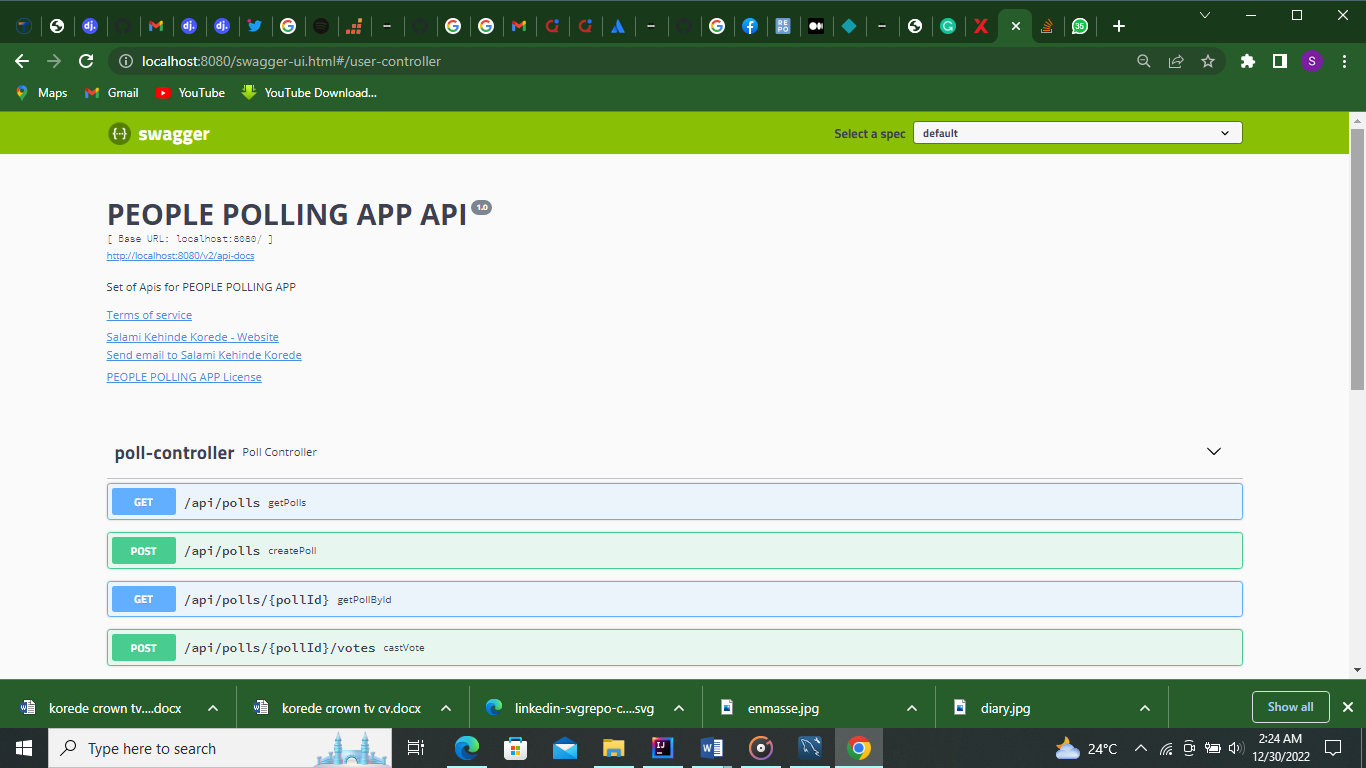 localhost:8080/swagger-ui.html#/user-controller
S
35
Maps
Gmail
YouTube
YouTube Download...
{··} swagger
Select a spec
default
PEOPLE POLLING APP API 1.0
[ Base URL: localhost:8080/ ]
http://localhost:8080/v2/api-docs
Set of Apis for PEOPLE POLLING APP
Terms of service
Salami Kehinde Korede - Website
Send email to Salami Kehinde Korede
PEOPLE POLLING APP License
poll-controller Poll Controller
GET /api/polls getPolls
POST /api/polls createPoll
GET /api/polls/{pollId} getPollById
POST /api/polls/{pollId}/votes castVote
korede crown tv....docx
korede crown tv cv.docx
linkedin-svgrepo-c....svg
enmasse.jpg
diary.jpg
Show all
Type here to search
24°C
2:24 AM
12/30/2022